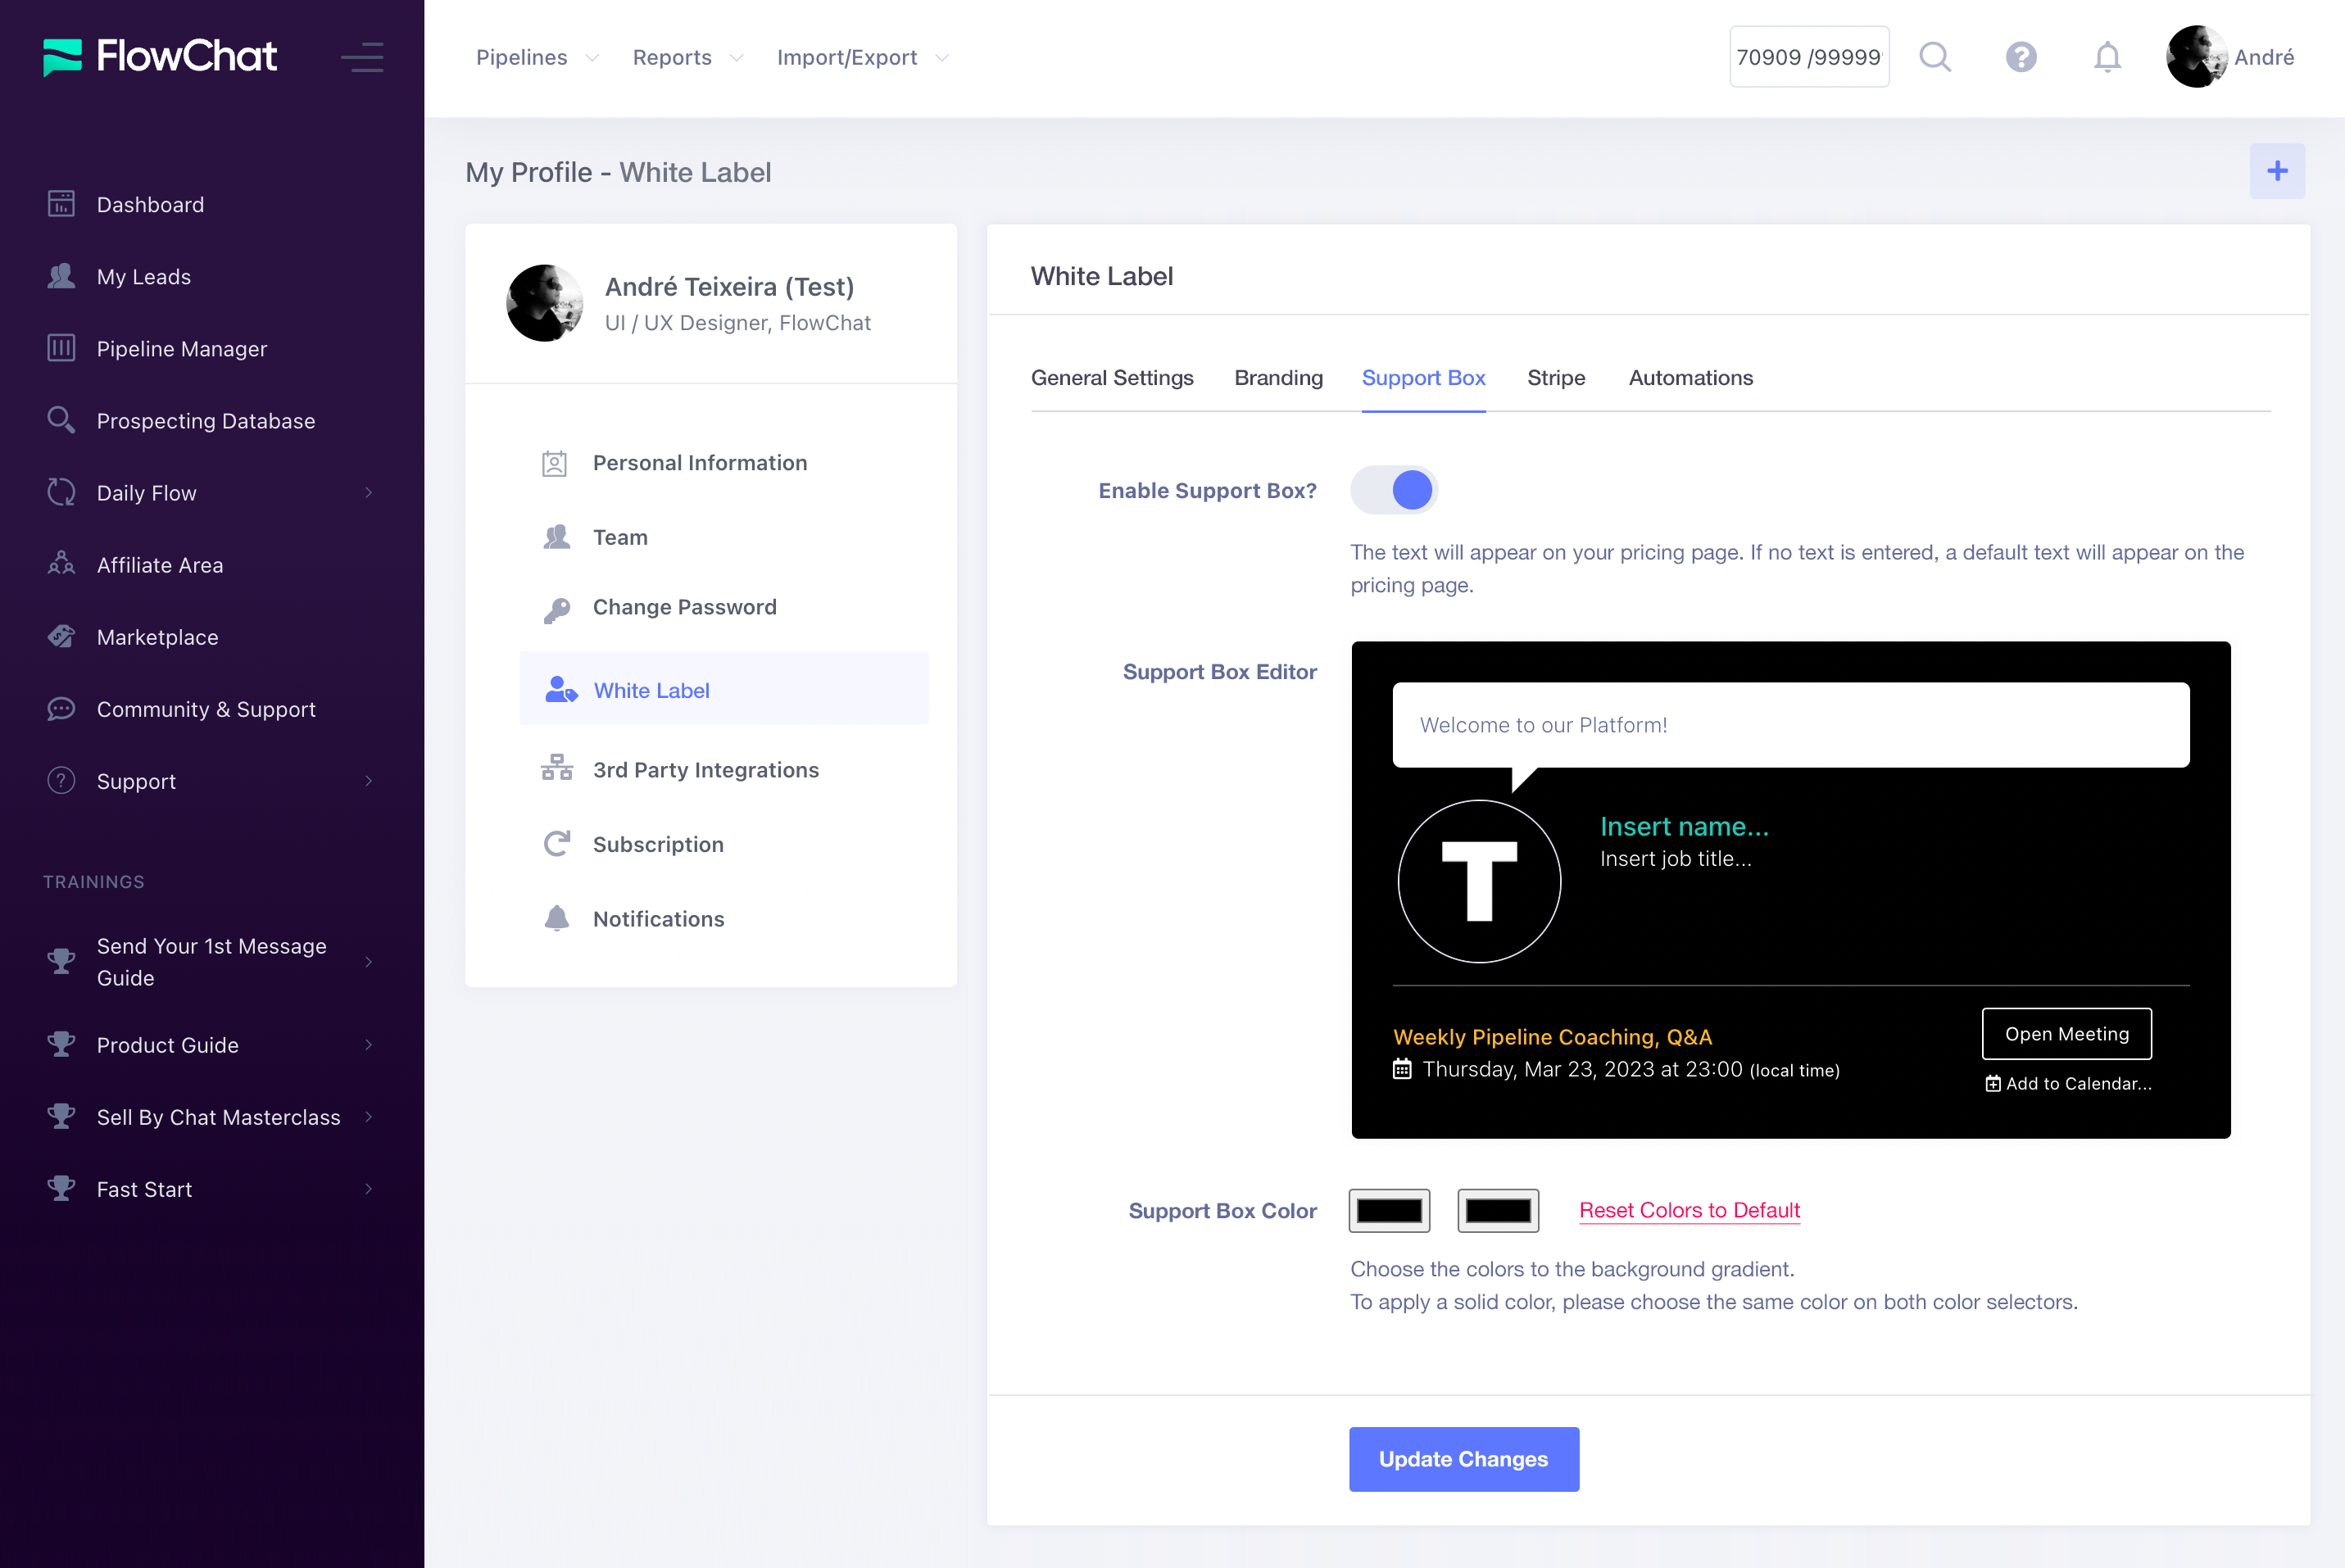 FlowChat
Pipelines
Reports
Import/Export
70909 /99999
André
Dashboard
My Leads
Pipeline Manager
Prospecting Database
Daily Flow
Affiliate Area
Marketplace
Community & Support
Support
TRAININGS
Send Your 1st Message
Guide
Product Guide
Sell By Chat Masterclass
Fast Start
My Profile - White Label
André Teixeira (Test)
UI / UX Designer, FlowChat
Personal Information
Team
Change Password
White Label
3rd Party Integrations
Subscription
Notifications
White Label
General Settings
Branding
Support Box
Stripe
Automations
Enable Support Box?
The text will appear on your pricing page. If no text is entered, a default text will appear on the
pricing page.
Support Box Editor
Welcome to our Platform!
T
Insert name...
Insert job title...
Weekly Pipeline Coaching, Q&A
Thursday, Mar 23, 2023 at 23:00 (local time)
Open Meeting
Add to Calendar...
Support Box Color
Reset Colors to Default
Choose the colors to the background gradient.
To apply a solid color, please choose the same color on both color selectors.
Update Changes